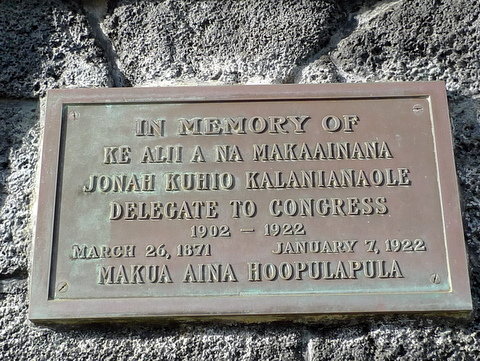 IN MEMORY OF
KE ALII A NA MAKAAINANA
JONAH KUHIO KALANIANAOLE
DELEGATE TO CONGRESS
1902 — 1922
MARCH 26, 1871 JANUARY 7, 1922
MAKUA AINA HOOPULAPULA